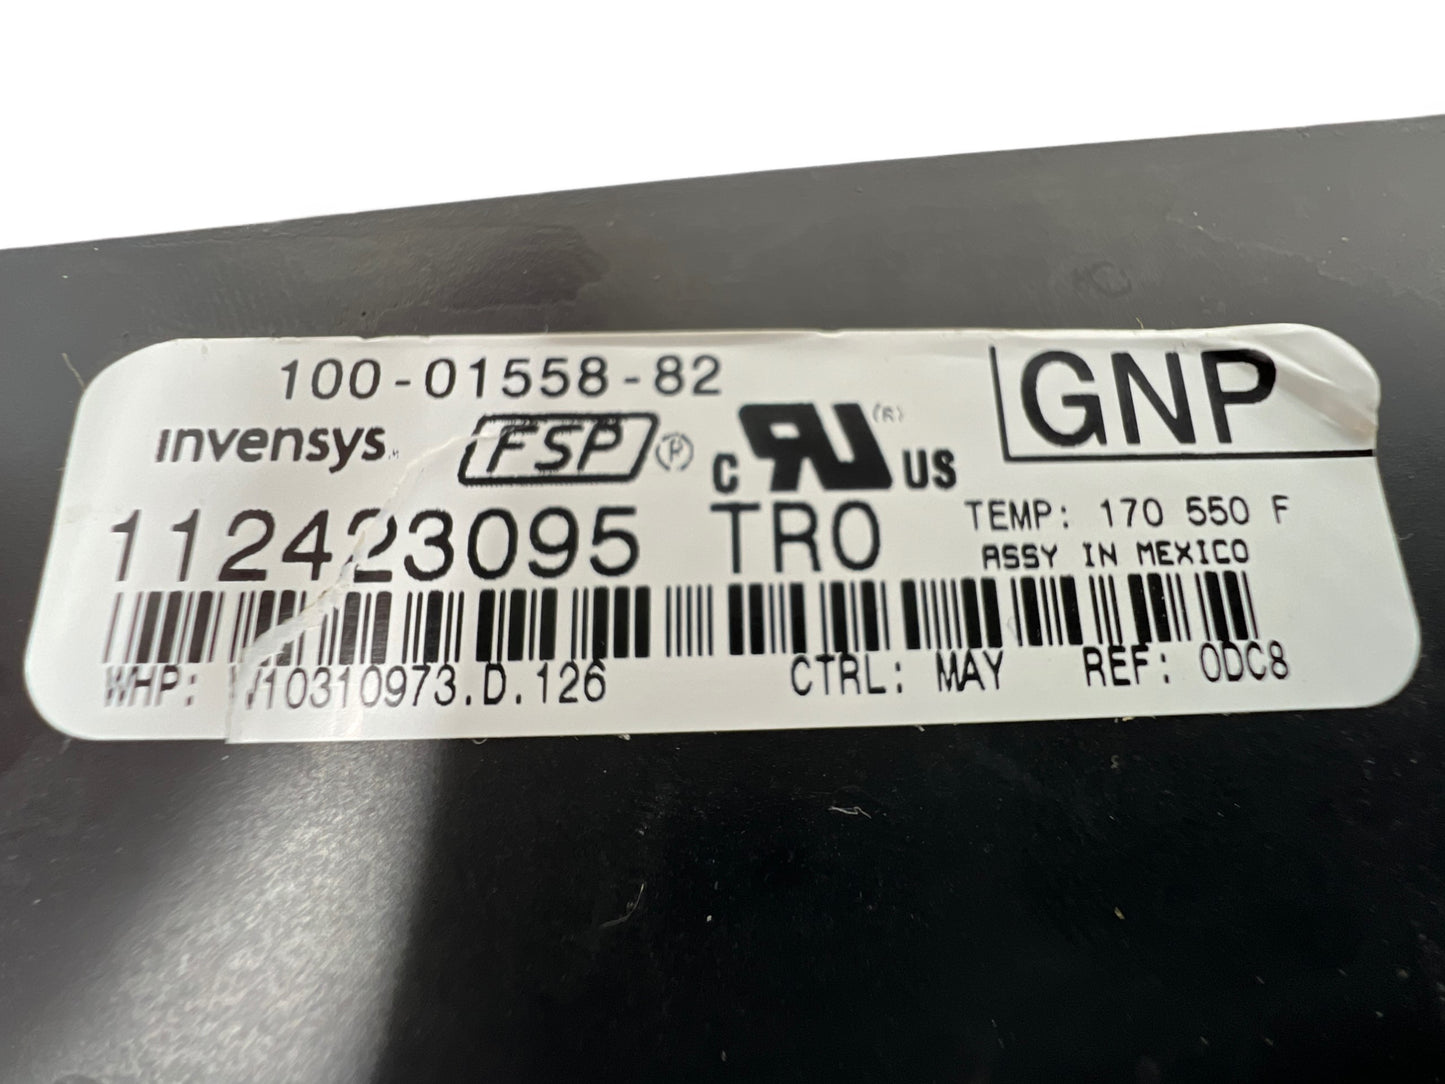 100-01558-82
GNP
invensys FSP (P) c RU (R) US
112423095 TRO
TEMP: 170 550 F
ASSY IN MEXICO
WHP: W10310973.D.126 CTRL: MAY REF: 0DC8